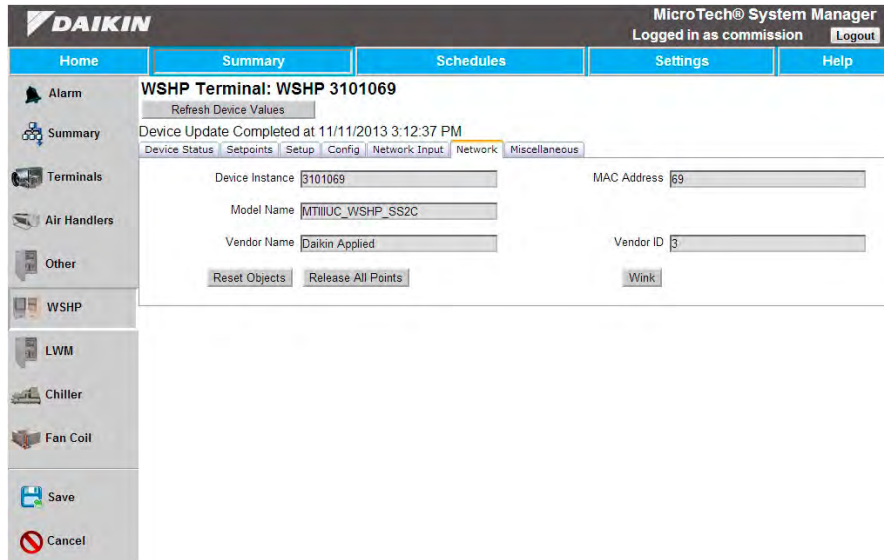 DAIKIN
MicroTech® System Manager
Logged in as commission Logout
Home Summary Schedules Settings Help
Alarm
Summary
Terminals
Air Handlers
Other
WSHP
LWM
Chiller
Fan Coil
Save
Cancel
WSHP Terminal: WSHP 3101069
Refresh Device Values
Device Update Completed at 11/11/2013 3:12:37 PM
Device Status Setpoints Setup Config Network Input Network Miscellaneous
Device Instance 3101069 MAC Address 69
Model Name MTIIIUC_WSHP_SS2C
Vendor Name Daikin Applied Vendor ID 3
Reset Objects Release All Points Wink